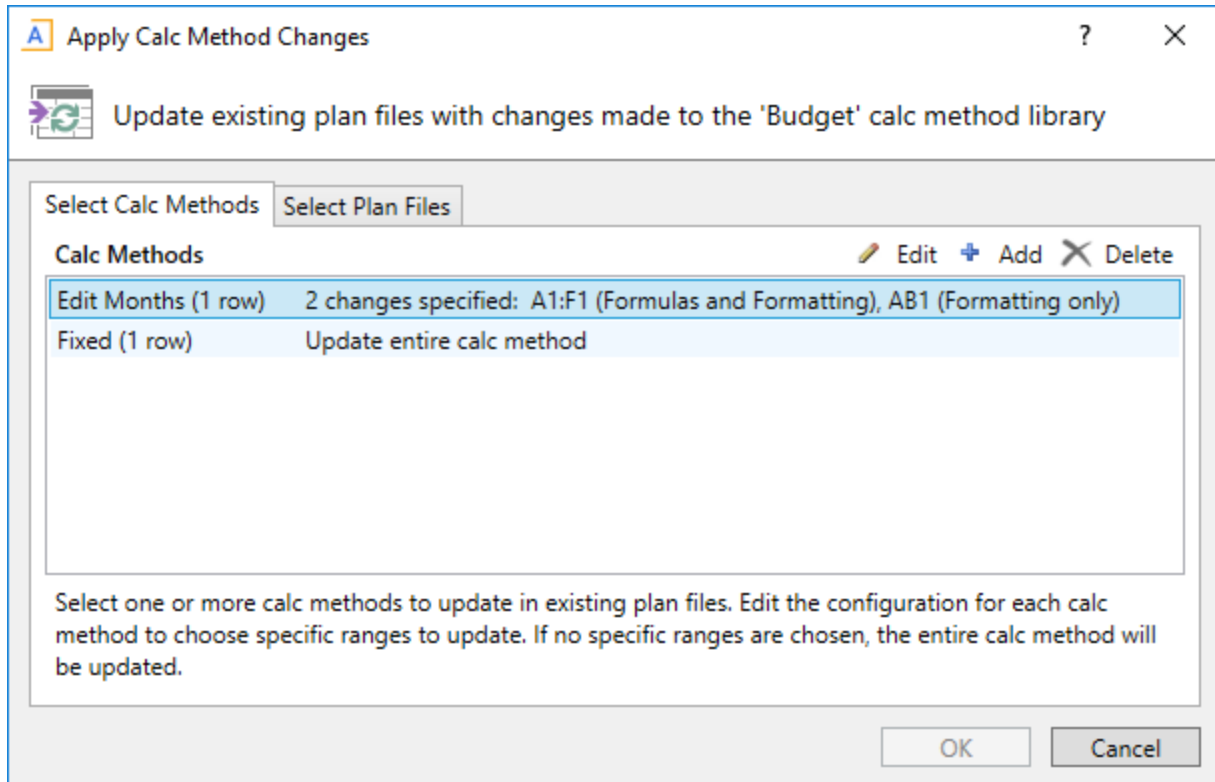 A Apply Calc Method Changes ?
Update existing plan files with changes made to the 'Budget' calc method library
Select Calc Methods Select Plan Files
Calc Methods Edit Add Delete
Edit Months (1 row) 2 changes specified: A1:F1 (Formulas and Formatting), AB1 (Formatting only)
Fixed (1 row) Update entire calc method
Select one or more calc methods to update in existing plan files. Edit the configuration for each calc
method to choose specific ranges to update. If no specific ranges are chosen, the entire calc method will
be updated.
OK Cancel